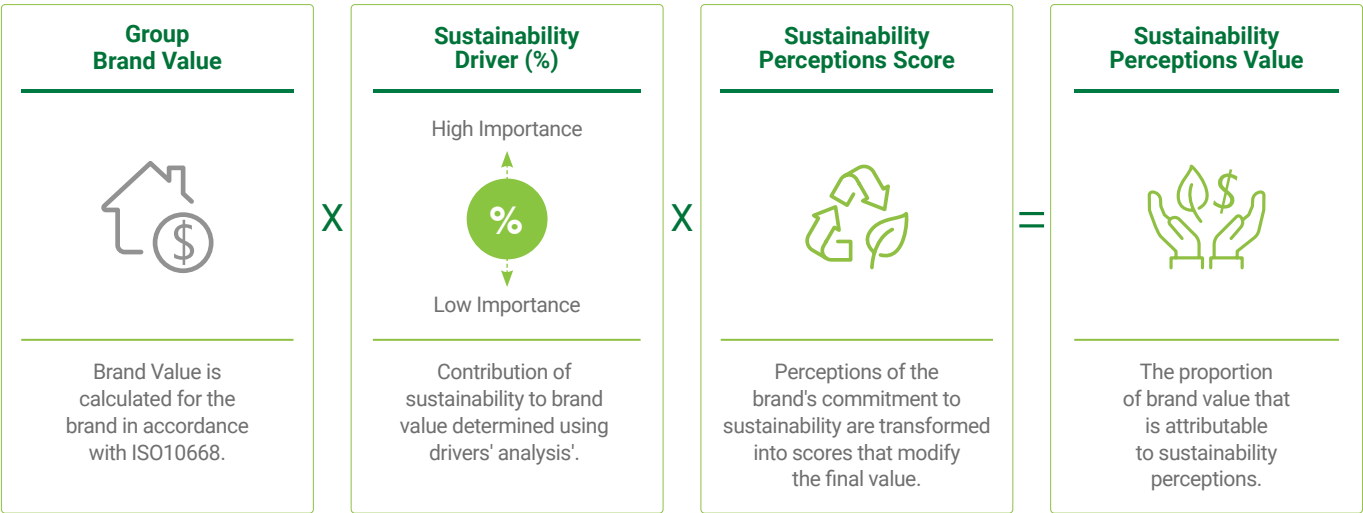 Group
Brand Value
$
Brand Value is
calculated for the
brand in accordance
with ISO10668.
X
Sustainability
Driver (%)
High Importance
%
Low Importance
Contribution of
sustainability to brand
value determined using
drivers' analysis'.
X
Sustainability
Perceptions Score
Perceptions of the
brand's commitment to
sustainability are transformed
into scores that modify
the final value.
=
Sustainability
Perceptions Value
$
The proportion
of brand value that
is attributable
to sustainability
perceptions.